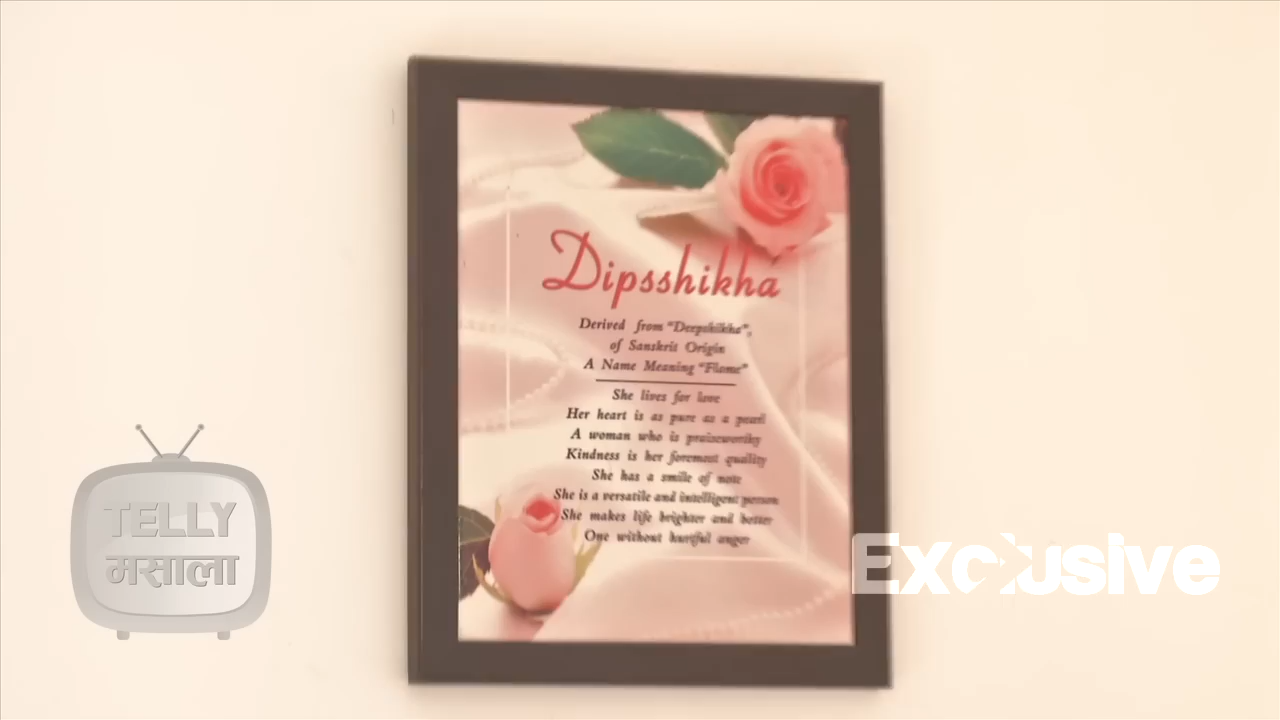 Dipsshikha
Derived from "Deepshikha",
of Sanskrit Origin
A Name Meaning "Flame"
She lives for love
Her heart is as pure as a pearl
A woman who is praiseworthy
Kindness is her foremost quality
She has a smile of note
She is a versatile and intelligent person
She makes life brighter and better
One without hurtful anger
TELLY
मसाला
Exclusive